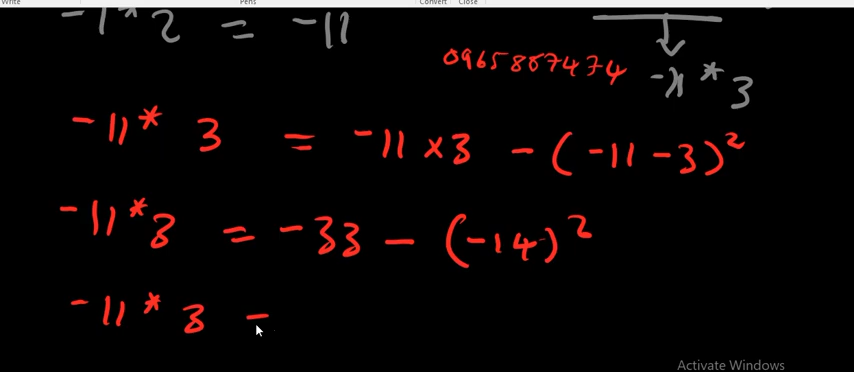 Write Pens Convert Close
-1 * 2 = -11
0965887474
-11 * 3
-11 * 3 = -11 × 3 - (-11 - 3)²
-11 * 3 = -33 - (-14)²
-11 * 3 -
Activate Windows